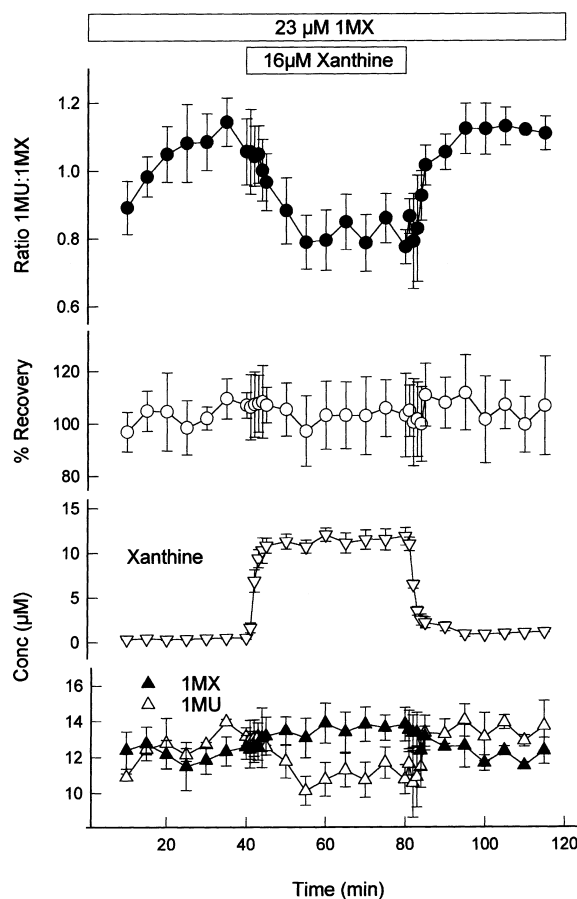 23 µM 1MX
16µM Xanthine
Ratio 1MU:1MX
1.2
1.0
0.8
0.6
% Recovery
120
100
80
Conc (µM)
15
10
5
0
Xanthine
16
14
12
10
1MX
1MU
20 40 60 80 100 120
Time (min)